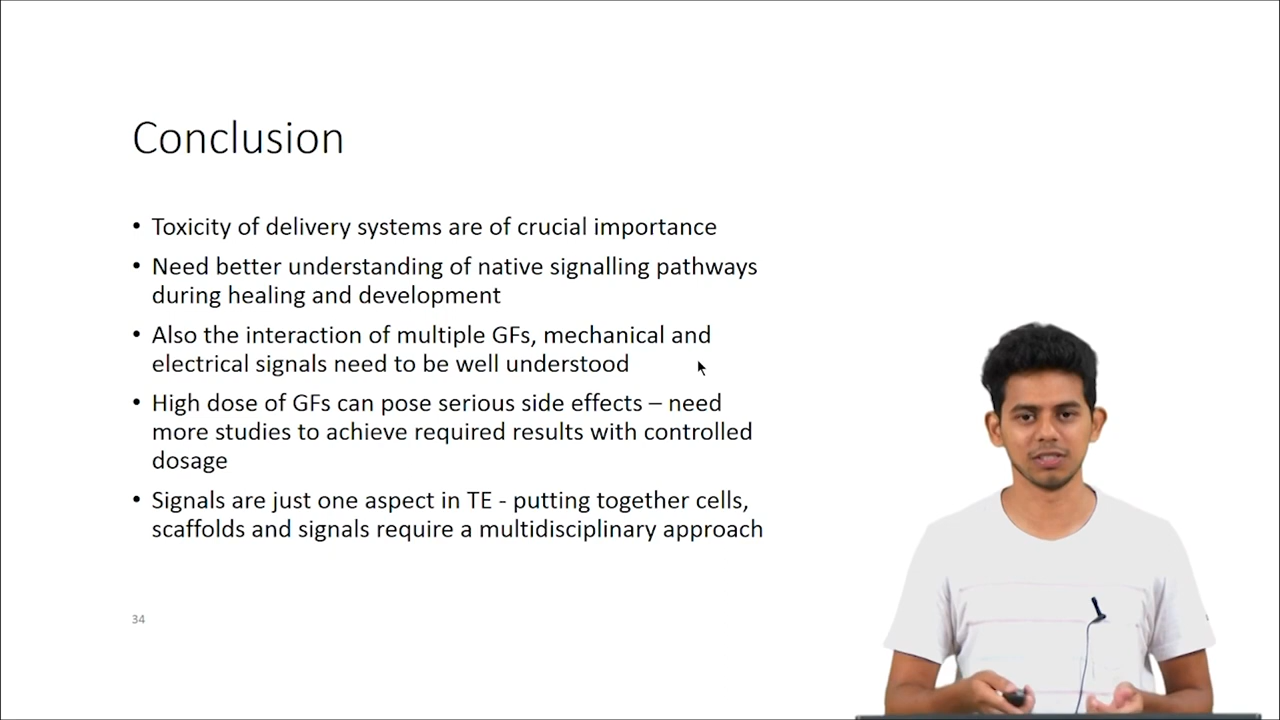 Conclusion
• Toxicity of delivery systems are of crucial importance
• Need better understanding of native signalling pathways
during healing and development
• Also the interaction of multiple GFs, mechanical and
electrical signals need to be well understood
• High dose of GFs can pose serious side effects – need
more studies to achieve required results with controlled
dosage
• Signals are just one aspect in TE - putting together cells,
scaffolds and signals require a multidisciplinary approach
34